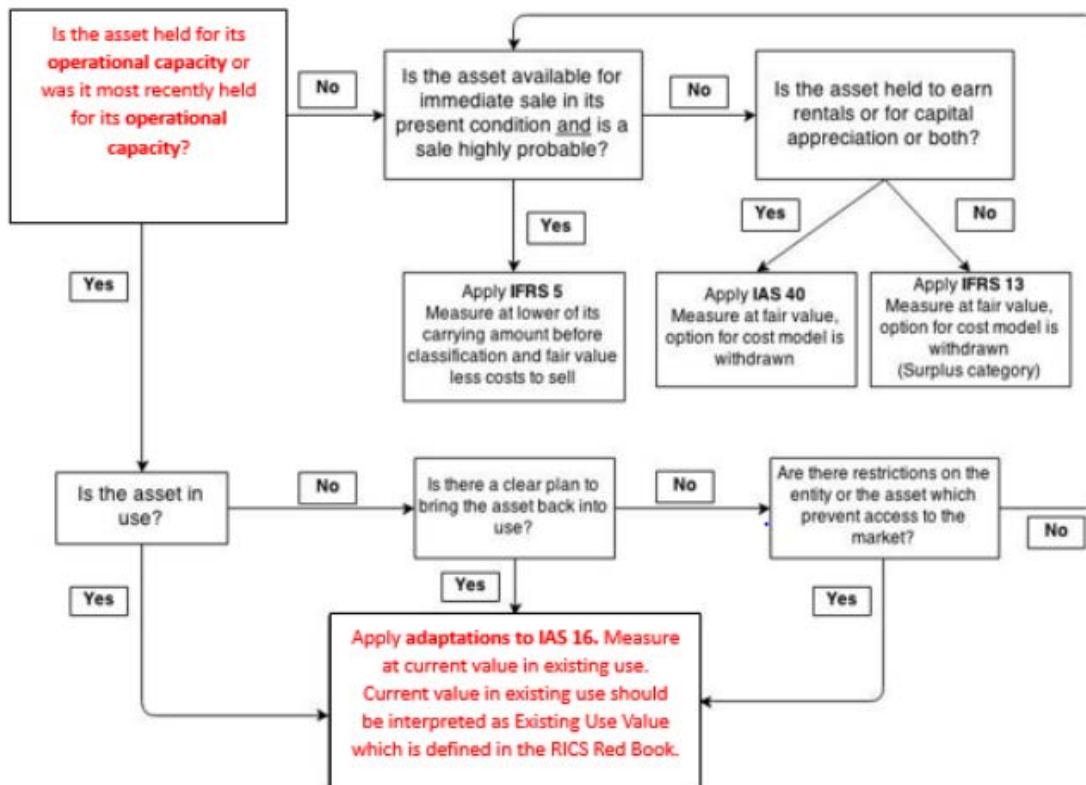 Is the asset held for its
operational capacity or
was it most recently held
for its operational
capacity?
No
Is the asset available for
immediate sale in its
present condition and is a
sale highly probable?
No
Is the asset held to earn
rentals or for capital
appreciation or both?
Yes
Yes
Yes
No
Apply IFRS 5
Measure at lower of its
carrying amount before
classification and fair value
less costs to sell
Apply IAS 40
Measure at fair value,
option for cost model is
withdrawn
Apply IFRS 13
Measure at fair value,
option for cost model is
withdrawn
(Surplus category)
Is the asset in
use?
No
Is there a clear plan to
bring the asset back into
use?
No
Are there restrictions on the
entity or the asset which
prevent access to the
market?
No
Yes
Yes
Yes
Apply adaptations to IAS 16. Measure
at current value in existing use.
Current value in existing use should
be interpreted as Existing Use Value
which is defined in the RICS Red Book.